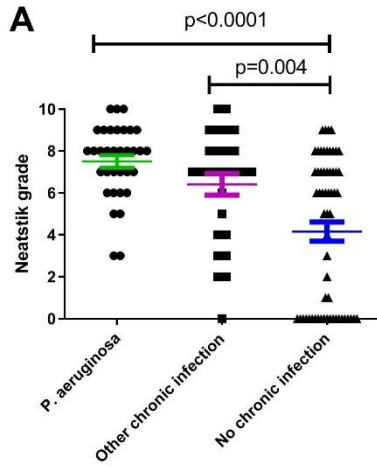 A
p<0.0001
p=0.004
Neatstik grade
10
8
6
4
2
0
P. aeruginosa
Other chronic infection
No chronic infection